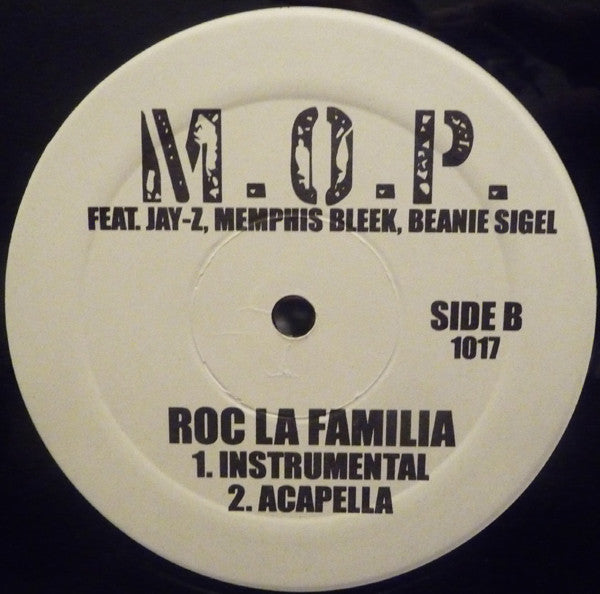 M.O.P.
FEAT. JAY-Z, MEMPHIS BLEEK, BEANIE SIGEL
SIDE B
1017
ROC LA FAMILIA
1. INSTRUMENTAL
2. ACAPELLA